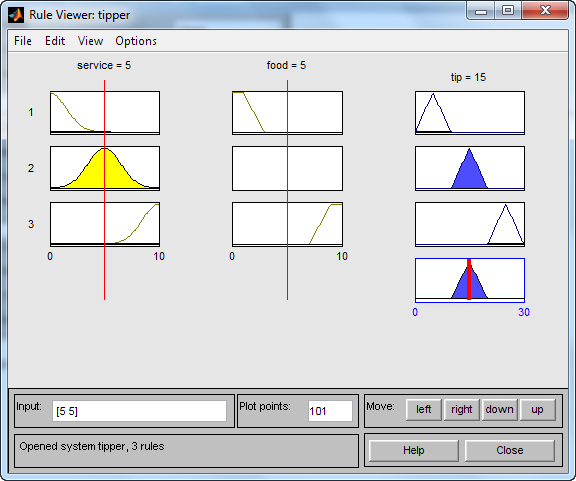 Rule Viewer: tipper
File Edit View Options
service = 5 food = 5 tip = 15
1
2
3
0 10 0 10
0 30
Input: [5 5] Plot points: 101 Move: left right down up
Opened system tipper, 3 rules Help Close